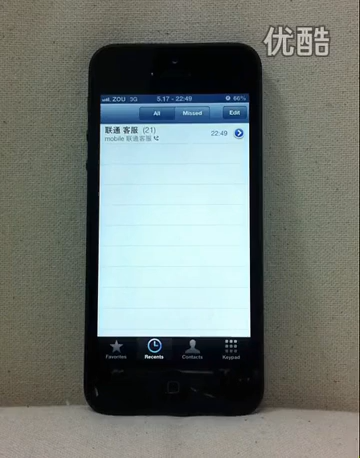 优酷
ZOU 3G 5.17 - 22:49 66%
All Missed Edit
联通 客服 (21)
mobile 联通客服 22:49
Favorites Recents Contacts Keypad